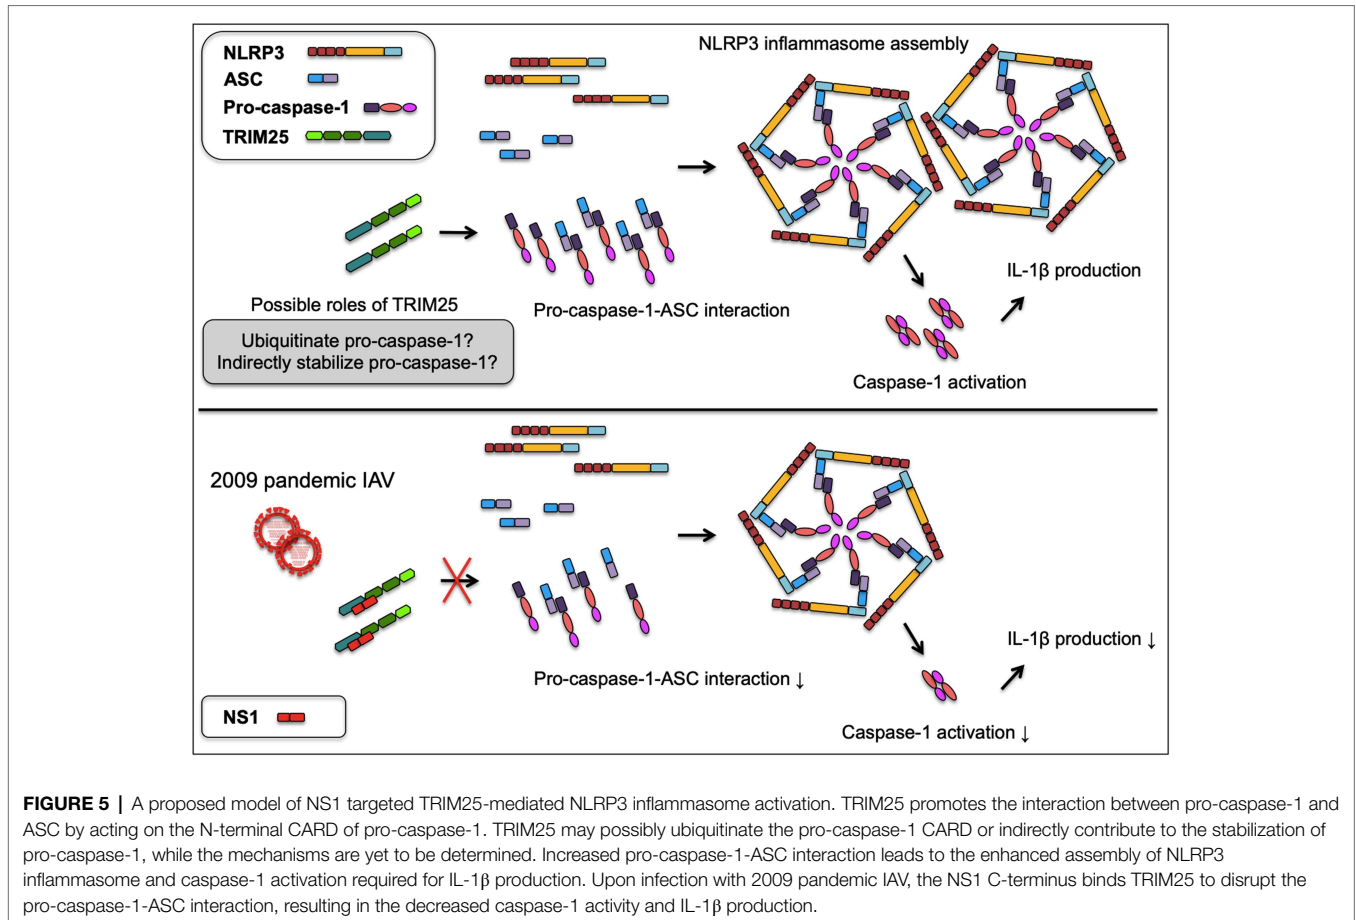 NLRP3
ASC
Pro-caspase-1
TRIM25
NLRP3 inflammasome assembly
Possible roles of TRIM25
Ubiquitinate pro-caspase-1?
Indirectly stabilize pro-caspase-1?
Pro-caspase-1-ASC interaction
IL-1β production
Caspase-1 activation
2009 pandemic IAV
Pro-caspase-1-ASC interaction ↓
IL-1β production ↓
Caspase-1 activation ↓
NS1
FIGURE 5 | A proposed model of NS1 targeted TRIM25-mediated NLRP3 inflammasome activation. TRIM25 promotes the interaction between pro-caspase-1 and
ASC by acting on the N-terminal CARD of pro-caspase-1. TRIM25 may possibly ubiquitinate the pro-caspase-1 CARD or indirectly contribute to the stabilization of
pro-caspase-1, while the mechanisms are yet to be determined. Increased pro-caspase-1-ASC interaction leads to the enhanced assembly of NLRP3
inflammasome and caspase-1 activation required for IL-1β production. Upon infection with 2009 pandemic IAV, the NS1 C-terminus binds TRIM25 to disrupt the
pro-caspase-1-ASC interaction, resulting in the decreased caspase-1 activity and IL-1β production.